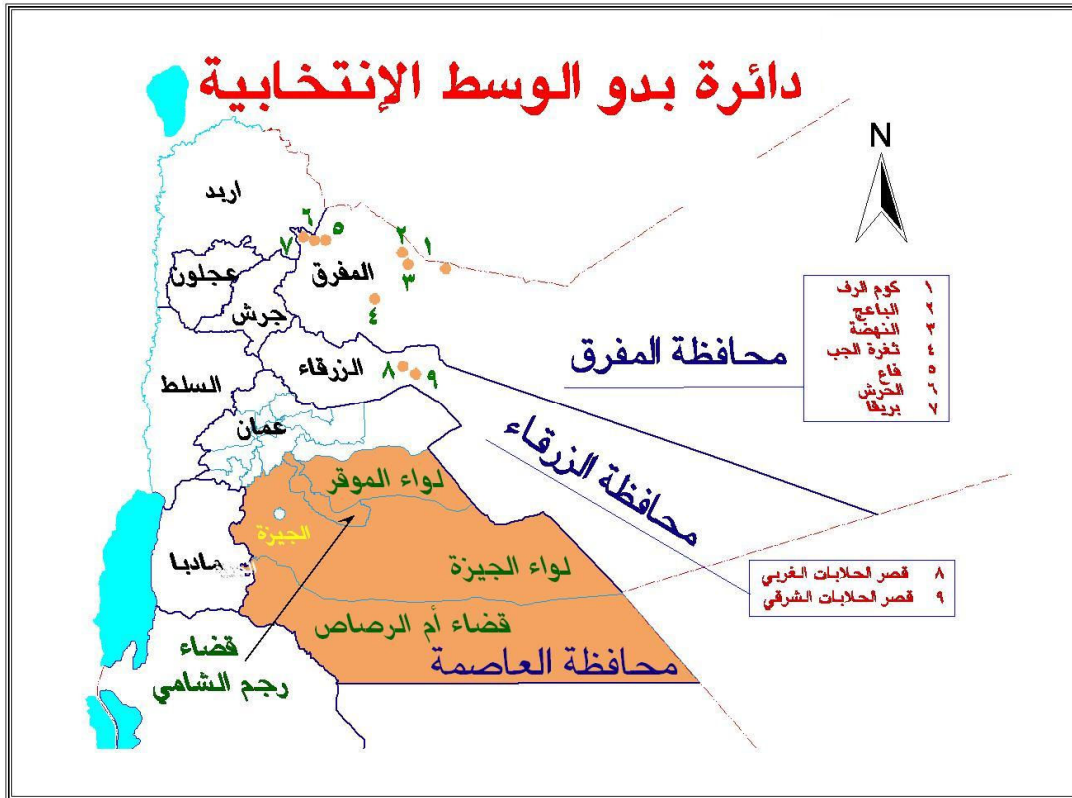 دائرة بدو الوسط الإنتخابية
N
اربد
٦
٥
٧
٢
١
٣
عجلون
المفرق
جرش
٤
١ كوم الرف
٢ الباعج
٣ النهضة
٤ ثغرة الجب
٥ فاع
٦ الحرش
٧ بريقا
محافظة المفرق
السلط
الزرقاء
٨
٩
عمان
محافظة الزرقاء
لواء الموقر
الجيزة
مادبا
لواء الجيزة
٨ قصر الحلابات الغربي
٩ قصر الحلابات الشرقي
قضاء أم الرصاص
محافظة العاصمة
قضاء
رجم الشامي